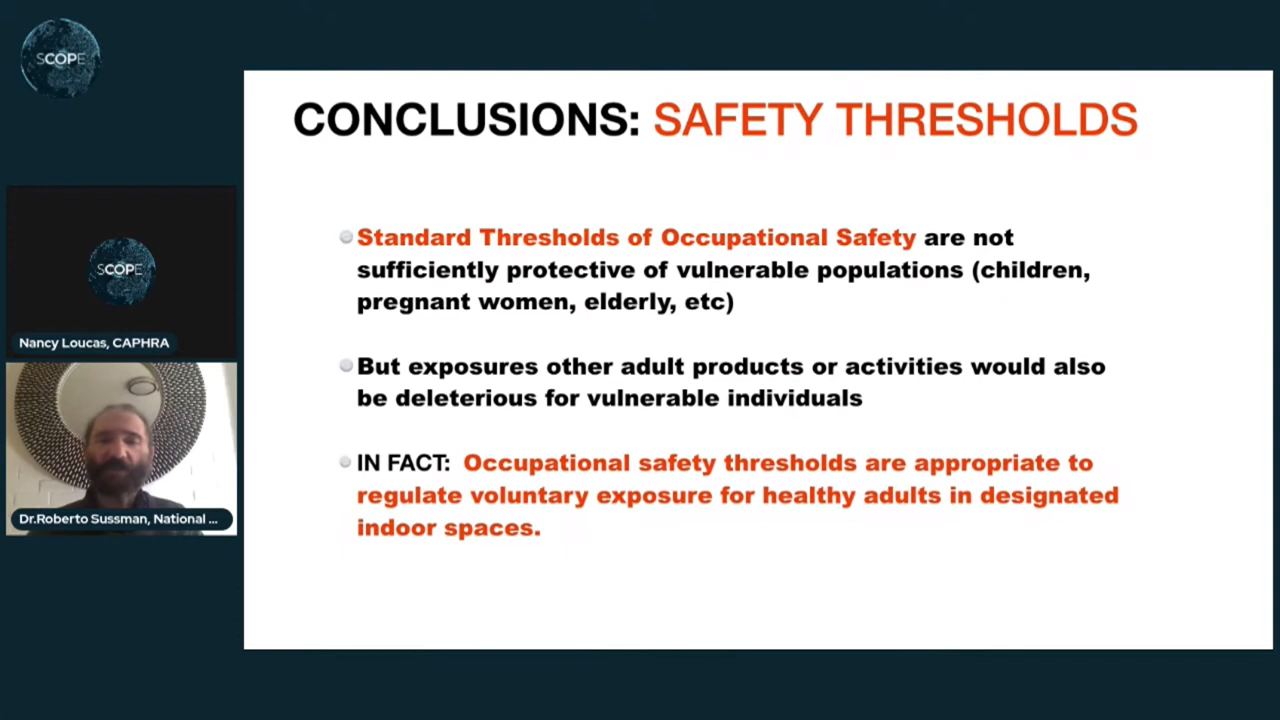 SCOPE
CONCLUSIONS: SAFETY THRESHOLDS
Standard Thresholds of Occupational Safety are not
sufficiently protective of vulnerable populations (children,
pregnant women, elderly, etc)
But exposures other adult products or activities would also
be deleterious for vulnerable individuals
IN FACT: Occupational safety thresholds are appropriate to
regulate voluntary exposure for healthy adults in designated
indoor spaces.
SCOPE
Nancy Loucas, CAPHRA
Dr.Roberto Sussman, National ...